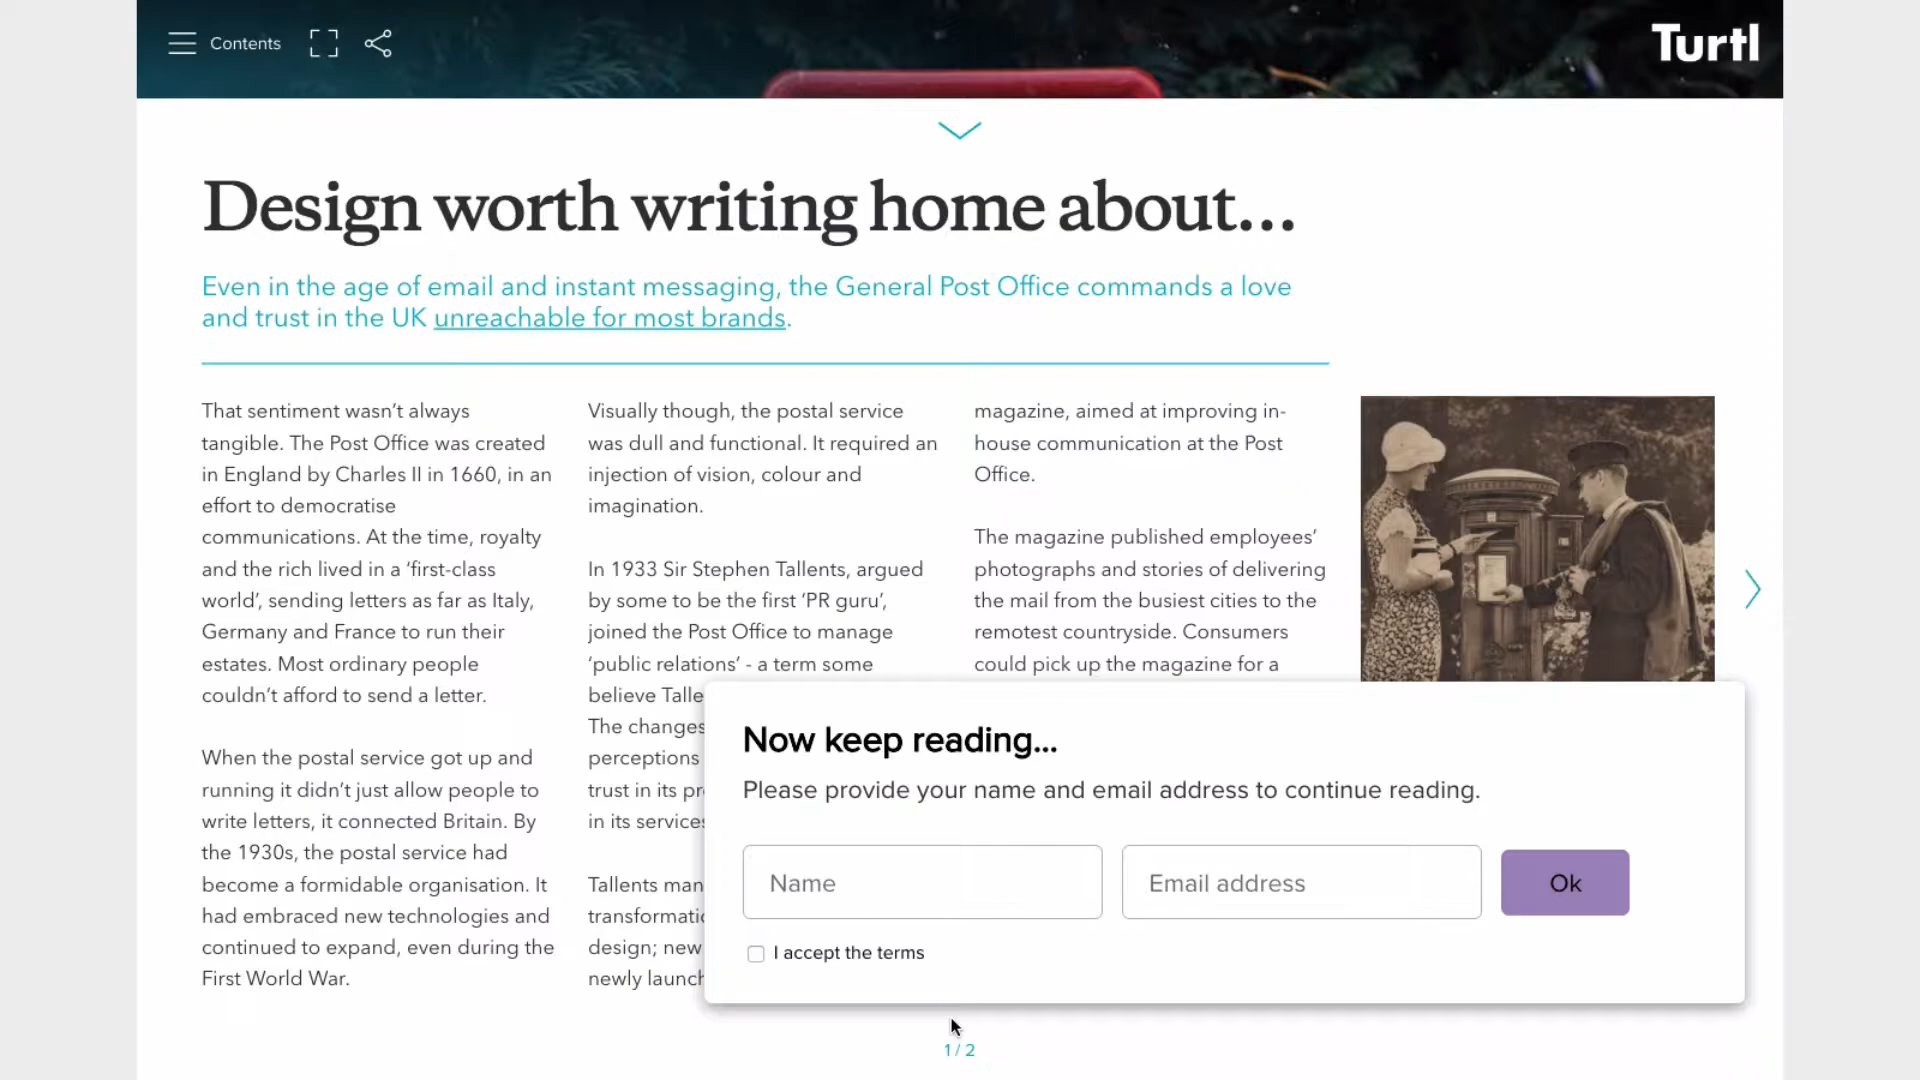 Contents
Turtl
Design worth writing home about...
Even in the age of email and instant messaging, the General Post Office commands a love
and trust in the UK unreachable for most brands.
That sentiment wasn’t always
tangible. The Post Office was created
in England by Charles II in 1660, in an
effort to democratise
communications. At the time, royalty
and the rich lived in a ‘first-class
world’, sending letters as far as Italy,
Germany and France to run their
estates. Most ordinary people
couldn’t afford to send a letter.
When the postal service got up and
running it didn’t just allow people to
write letters, it connected Britain. By
the 1930s, the postal service had
become a formidable organisation. It
had embraced new technologies and
continued to expand, even during the
First World War.
Visually though, the postal service
was dull and functional. It required an
injection of vision, colour and
imagination.
In 1933 Sir Stephen Tallents, argued
by some to be the first ‘PR guru’,
joined the Post Office to manage
‘public relations’ - a term some
believe Talle
The changes
perceptions
trust in its pr
in its services
Tallents man
transformatio
design; new
newly launch
magazine, aimed at improving in-
house communication at the Post
Office.
The magazine published employees’
photographs and stories of delivering
the mail from the busiest cities to the
remotest countryside. Consumers
could pick up the magazine for a
Now keep reading...
Please provide your name and email address to continue reading.
Name
Email address
Ok
I accept the terms
1 / 2